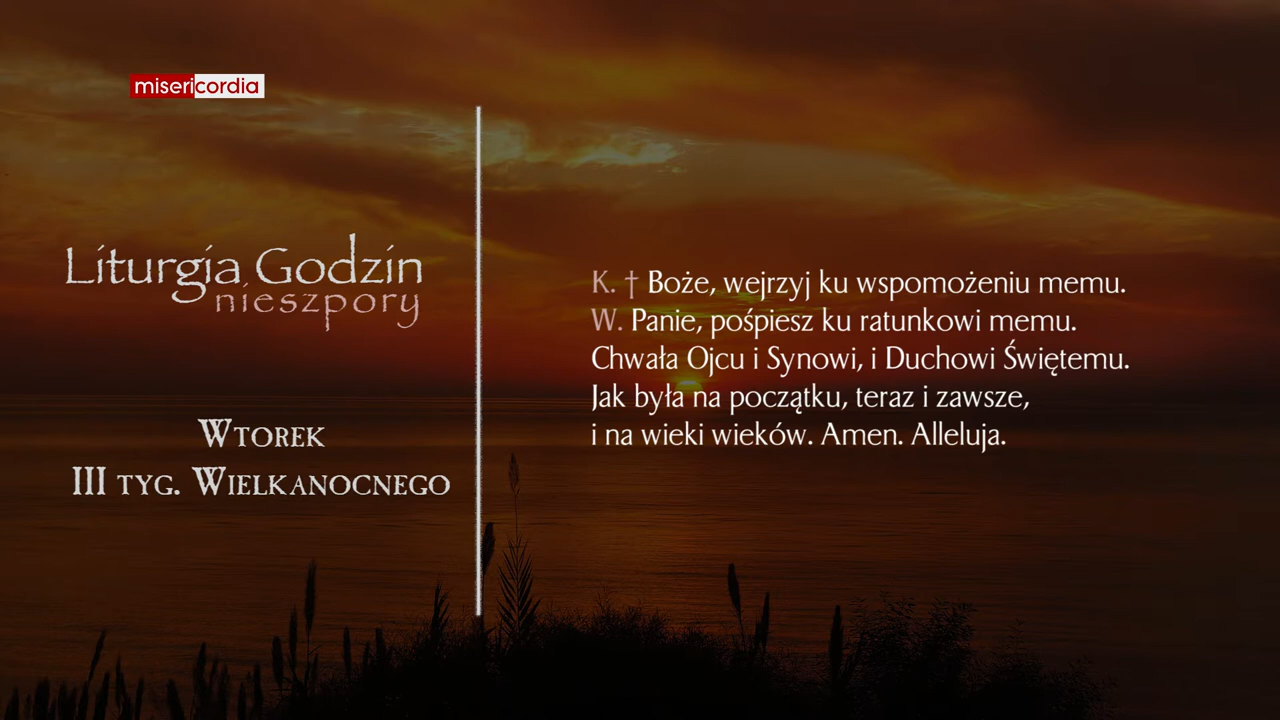 misericordia
Liturgia Godzin
nieszpory
Wtorek
III tyg. Wielkanocnego
K. † Boże, wejrzyj ku wspomożeniu memu.
W. Panie, pośpiesz ku ratunkowi memu.
Chwała Ojcu i Synowi, i Duchowi Świętemu.
Jak była na początku, teraz i zawsze,
i na wieki wieków. Amen. Alleluja.